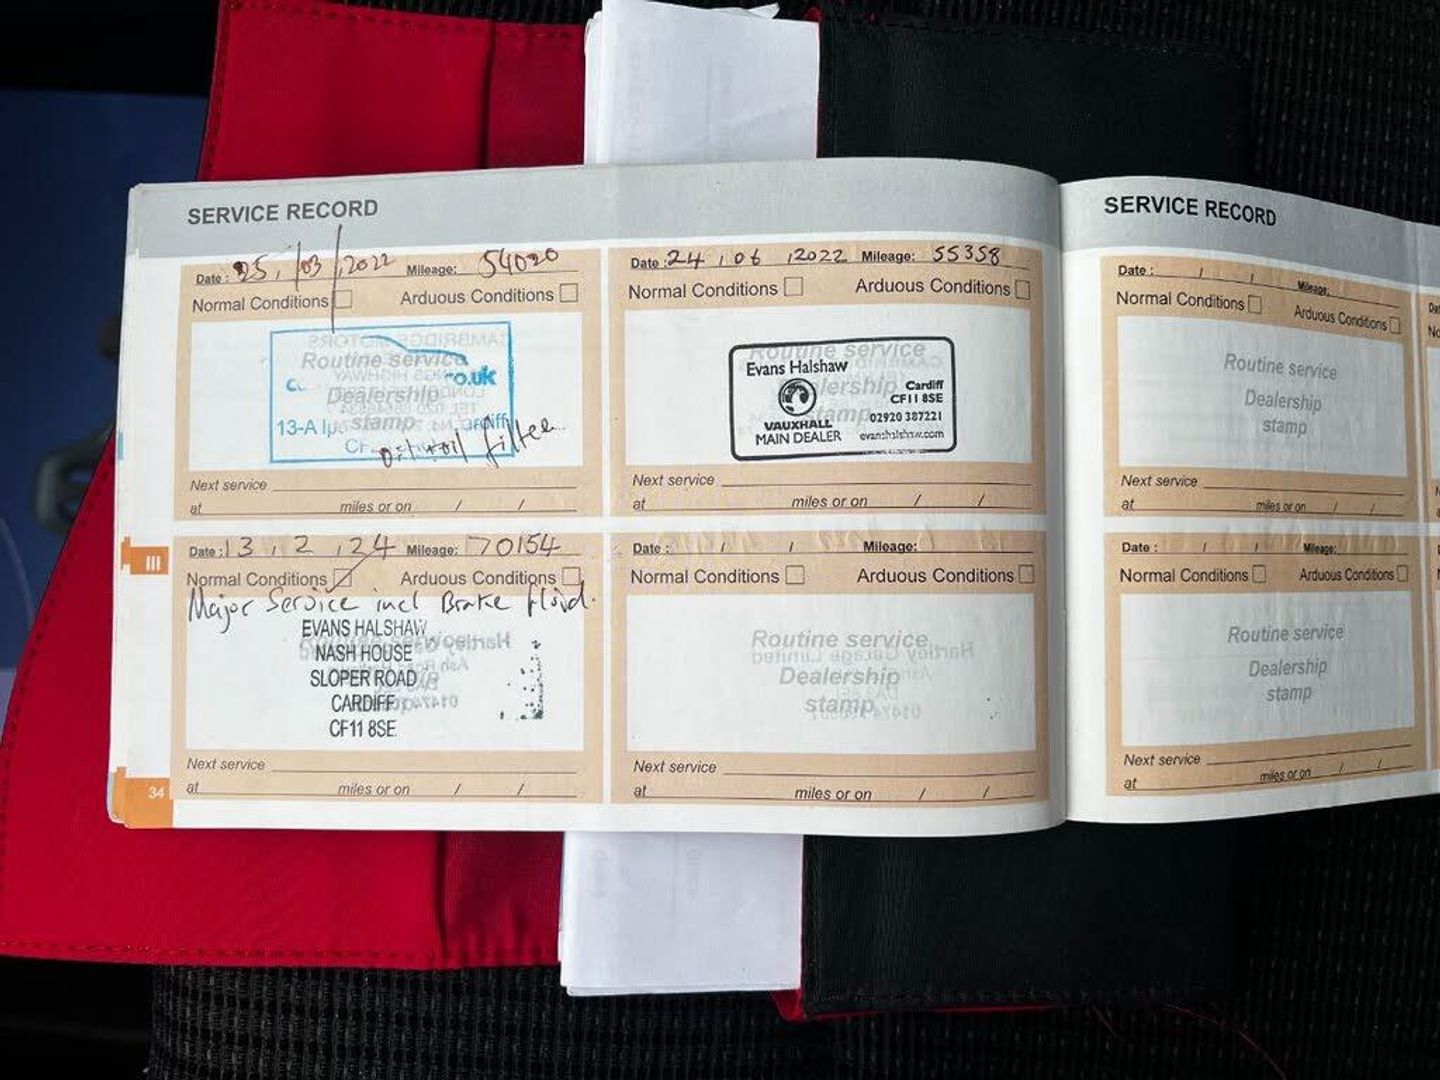 SERVICE RECORD
Date : 25 / 03 / 2022 Mileage: 54020
Normal Conditions Arduous Conditions
Routine service
Dealership
stamp
ro.uk
13-A
Cardiff
oil + oil filter
Next service
at miles or on / /
Date : 24 / 06 / 2022 Mileage: 55358
Normal Conditions Arduous Conditions
Routine service
Dealership
stamp
Evans Halshaw
VAUXHALL
MAIN DEALER
Cardiff
CF11 8SE
02920 387221
evanshalshaw.com
Next service
at miles or on / /
III
Date : 13 , 2 , 24 Mileage: 70154
Normal Conditions Arduous Conditions
Major Service incl Brake fluid.
EVANS HALSHAW
NASH HOUSE
SLOPER ROAD
CARDIFF
CF11 8SE
Next service
at miles or on / /
Date : / / Mileage:
Normal Conditions Arduous Conditions
Routine service
Dealership
stamp
Next service
at miles or on / /
34
SERVICE RECORD
Date : / / Mileage:
Normal Conditions Arduous Conditions
Routine service
Dealership
stamp
Next service
at miles or on / /
Date : / / Mileage:
Normal Conditions Arduous Conditions
Routine service
Dealership
stamp
Next service
at miles or on / /